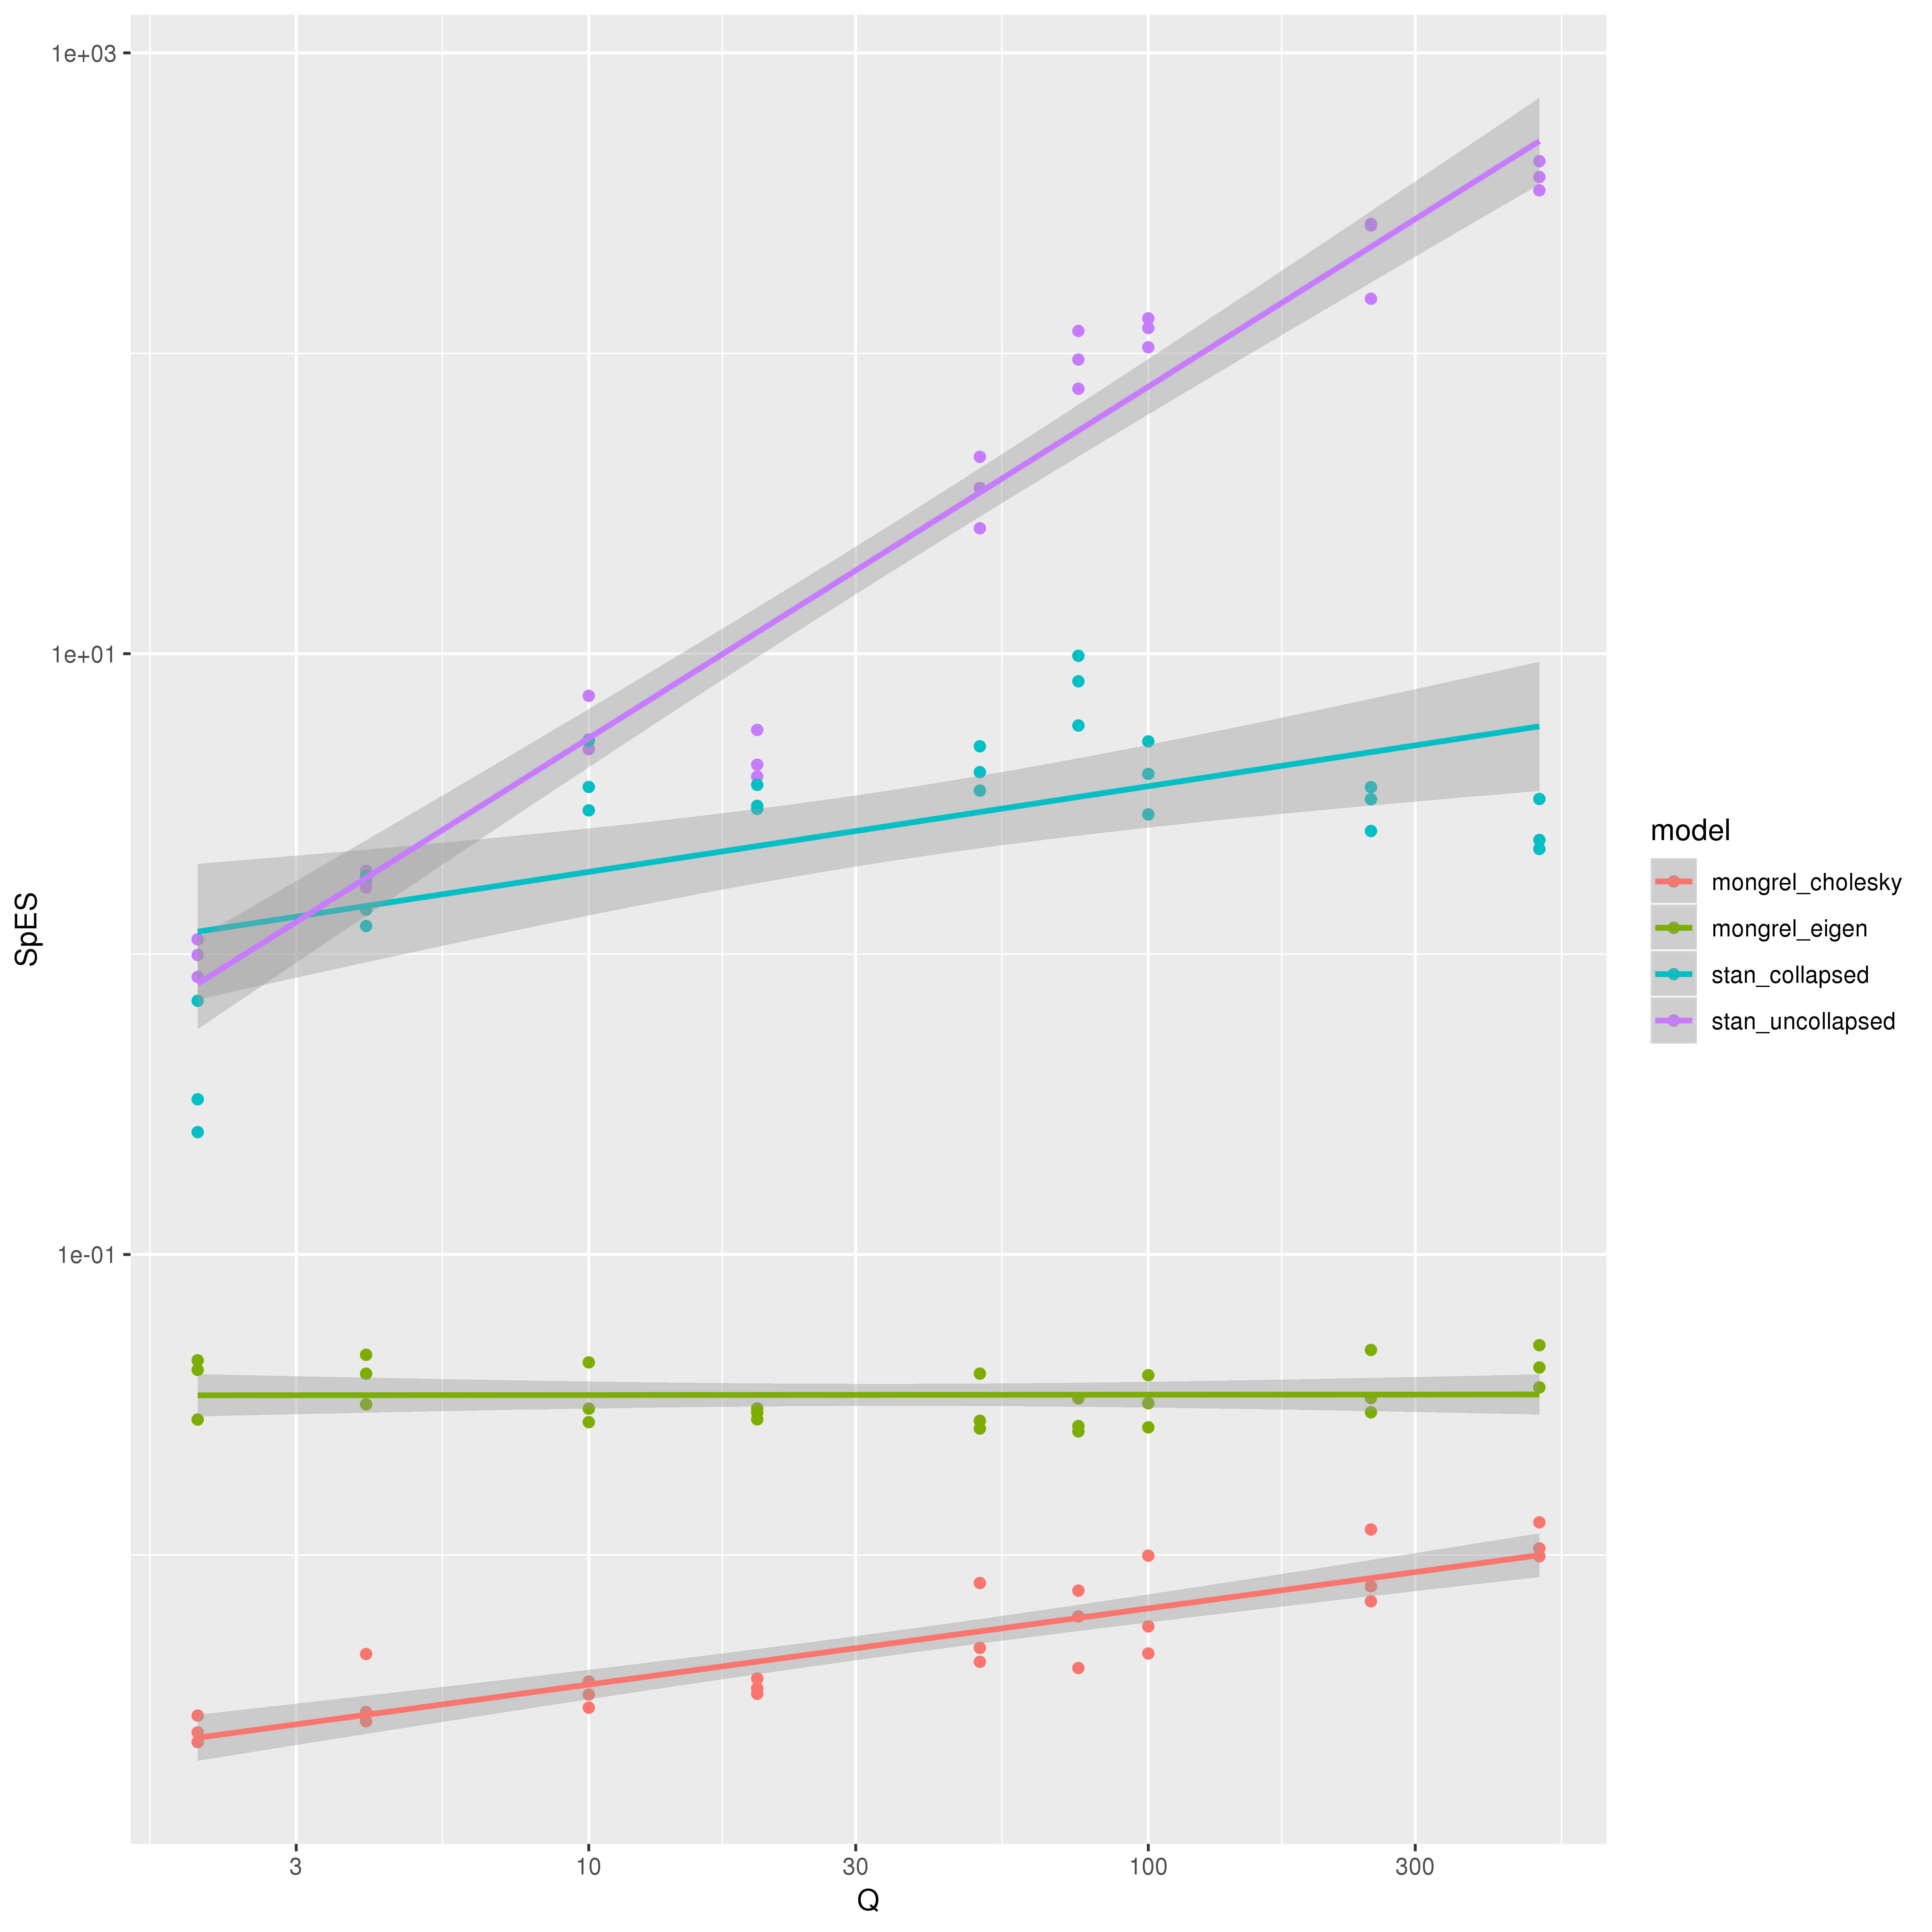 1e+03
1e+01
1e-01
SpES
3
10
30
100
300
Q
model
mongrel_cholesky
mongrel_eigen
stan_collapsed
stan_uncollapsed